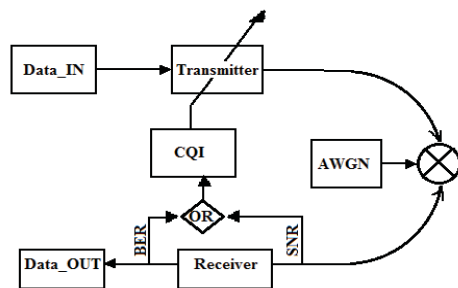 Data_IN
Transmitter
CQI
AWGN
OR
BER
SNR
Data_OUT
Receiver